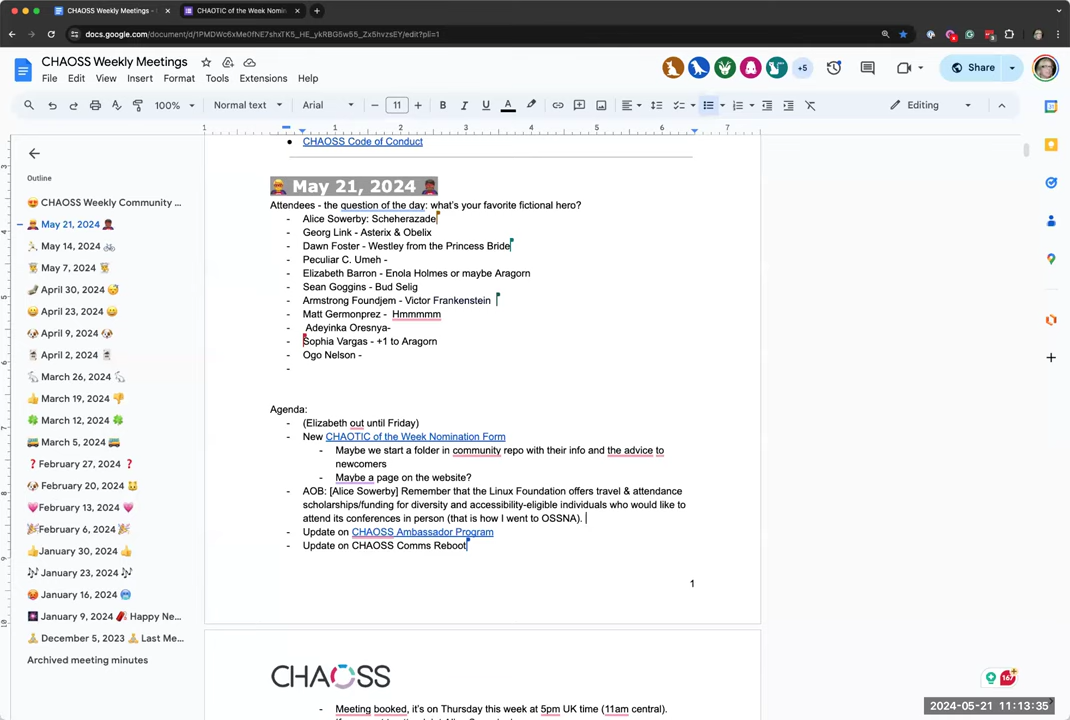 CHAOSS Weekly Meetings -
CHAOTIC of the Week Nomin
docs.google.com/document/d/1PMDWc6xMe0fNE7shxTK5_HE_ykRBG5w55_Zx5hvzsEY/edit?pli=1
CHAOSS Weekly Meetings
File Edit View Insert Format Tools Extensions Help
+5
Share
100% Normal text Arial 11 B I U A Editing
1 1 2 3 4 5 6 7
CHAOSS Code of Conduct
Outline
CHAOSS Weekly Community ...
May 21, 2024
May 14, 2024
May 7, 2024
April 30, 2024
April 23, 2024
April 9, 2024
April 2, 2024
March 26, 2024
March 19, 2024
March 12, 2024
March 5, 2024
February 27, 2024
February 20, 2024
February 13, 2024
February 6, 2024
January 30, 2024
January 23, 2024
January 16, 2024
January 9, 2024 Happy Ne...
December 5, 2023 Last Me...
Archived meeting minutes
May 21, 2024
Attendees - the question of the day: what's your favorite fictional hero?
- Alice Sowerby: Scheherazade
- Georg Link - Asterix & Obelix
- Dawn Foster - Westley from the Princess Bride
- Peculiar C. Umeh -
- Elizabeth Barron - Enola Holmes or maybe Aragorn
- Sean Goggins - Bud Selig
- Armstrong Foundjem - Victor Frankenstein
- Matt Germonprez - Hmmmmm
- Adeyinka Oresnya-
- Sophia Vargas - +1 to Aragorn
- Ogo Nelson -
-
Agenda:
- (Elizabeth out until Friday)
- New CHAOTIC of the Week Nomination Form
- Maybe we start a folder in community repo with their info and the advice to
newcomers
- Maybe a page on the website?
- AOB: [Alice Sowerby] Remember that the Linux Foundation offers travel & attendance
scholarships/funding for diversity and accessibility-eligible individuals who would like to
attend its conferences in person (that is how I went to OSSNA).
- Update on CHAOSS Ambassador Program
- Update on CHAOSS Comms Reboot
1
CHAOSS
- Meeting booked, it's on Thursday this week at 5pm UK time (11am central).
167
2024-05-21 11:13:35